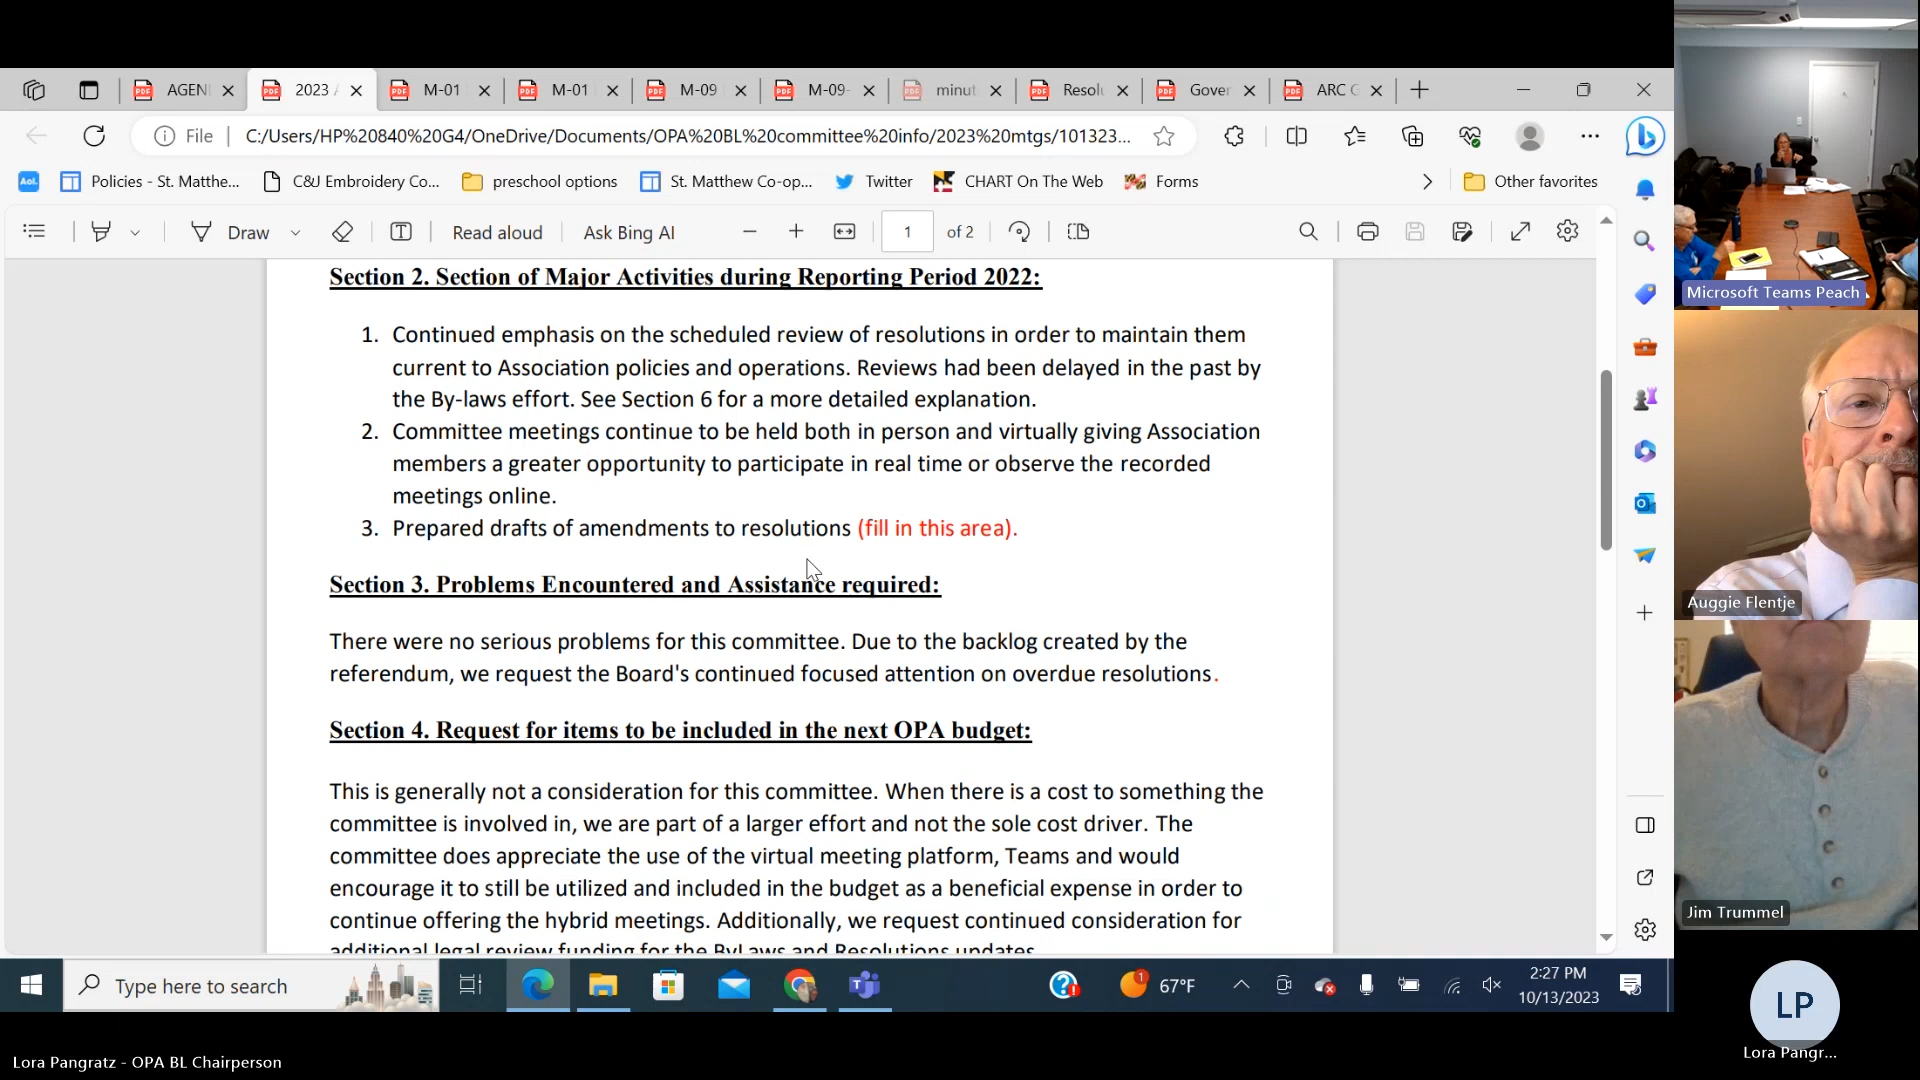 AGEN
2023
M-01
M-01
M-09
M-09-
minut
Resolu
Gover
ARC G
File
C:/Users/HP%20840%20G4/OneDrive/Documents/OPA%20BL%20committee%20info/2023%20mtgs/101323...
Aol.
Policies - St. Matthe...
C&J Embroidery Co...
preschool options
St. Matthew Co-op...
Twitter
CHART On The Web
Forms
Other favorites
Draw
Read aloud
Ask Bing AI
1
of 2
Section 2. Section of Major Activities during Reporting Period 2022:
1. Continued emphasis on the scheduled review of resolutions in order to maintain them
current to Association policies and operations. Reviews had been delayed in the past by
the By-laws effort. See Section 6 for a more detailed explanation.
2. Committee meetings continue to be held both in person and virtually giving Association
members a greater opportunity to participate in real time or observe the recorded
meetings online.
3. Prepared drafts of amendments to resolutions (fill in this area).
Section 3. Problems Encountered and Assistance required:
There were no serious problems for this committee. Due to the backlog created by the
referendum, we request the Board's continued focused attention on overdue resolutions.
Section 4. Request for items to be included in the next OPA budget:
This is generally not a consideration for this committee. When there is a cost to something the
committee is involved in, we are part of a larger effort and not the sole cost driver. The
committee does appreciate the use of the virtual meeting platform, Teams and would
encourage it to still be utilized and included in the budget as a beneficial expense in order to
continue offering the hybrid meetings. Additionally, we request continued consideration for
additional legal review funding for the ByLaws and Resolutions updates
Type here to search
1
67°F
2:27 PM
10/13/2023
Microsoft Teams Peach
Auggie Flentje
Jim Trummel
LP
Lora Pangr...
Lora Pangratz - OPA BL Chairperson